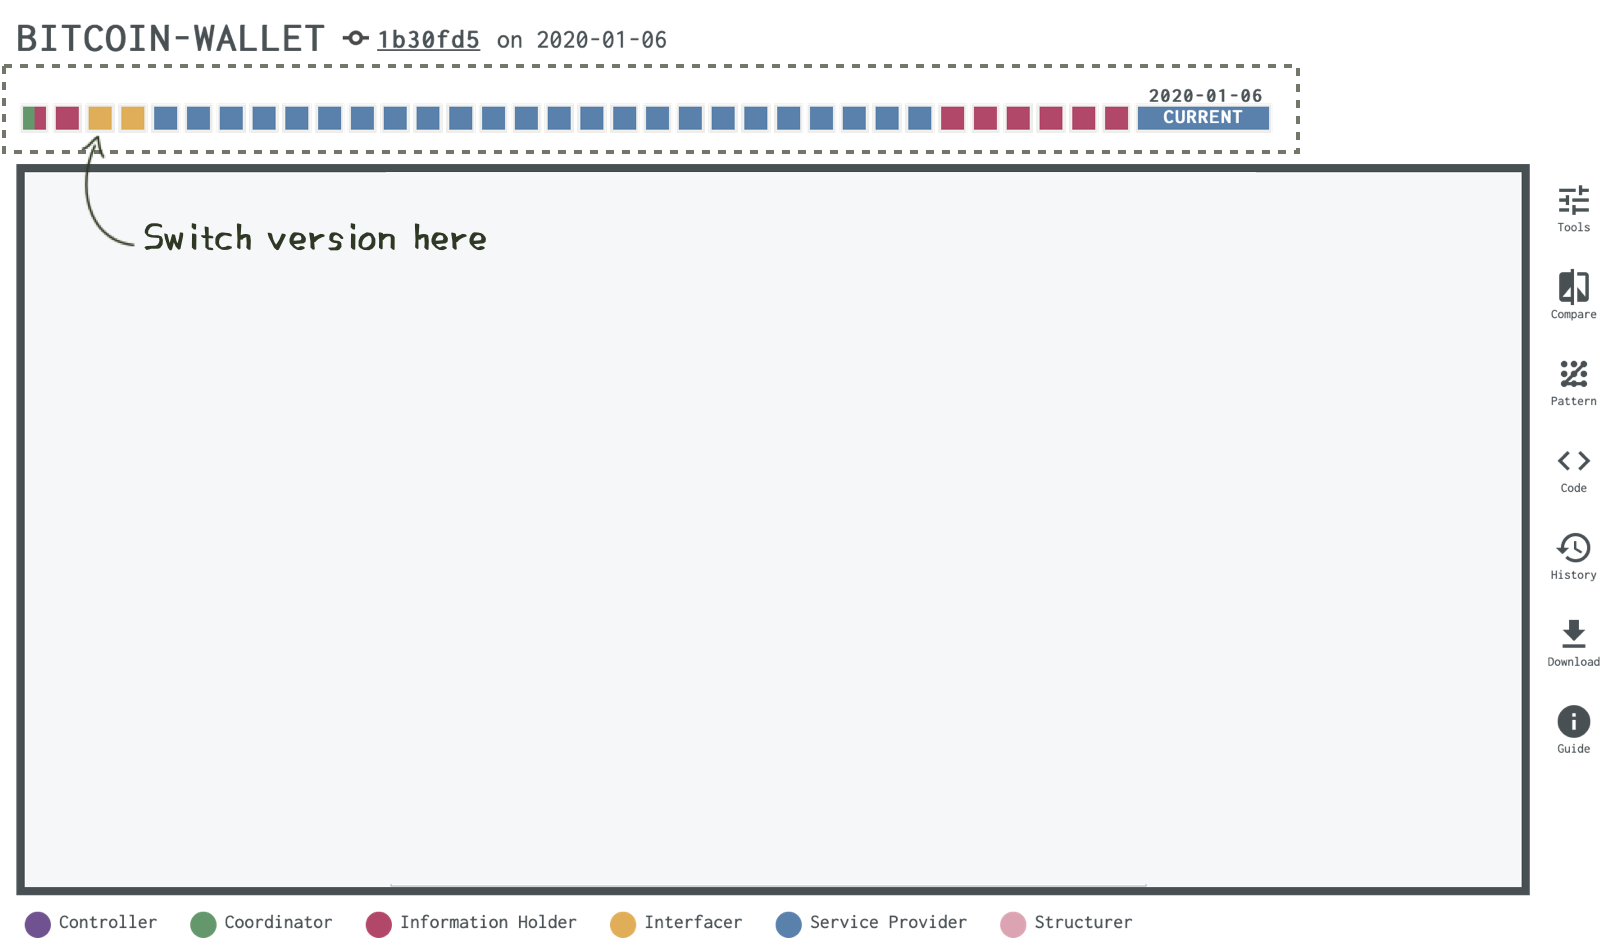 BITCOIN-WALLET 1b30fd5 on 2020-01-06
2020-01-06
CURRENT
Switch version here
Tools
Compare
Pattern
Code
History
Download
Guide
Controller Coordinator Information Holder Interfacer Service Provider Structurer